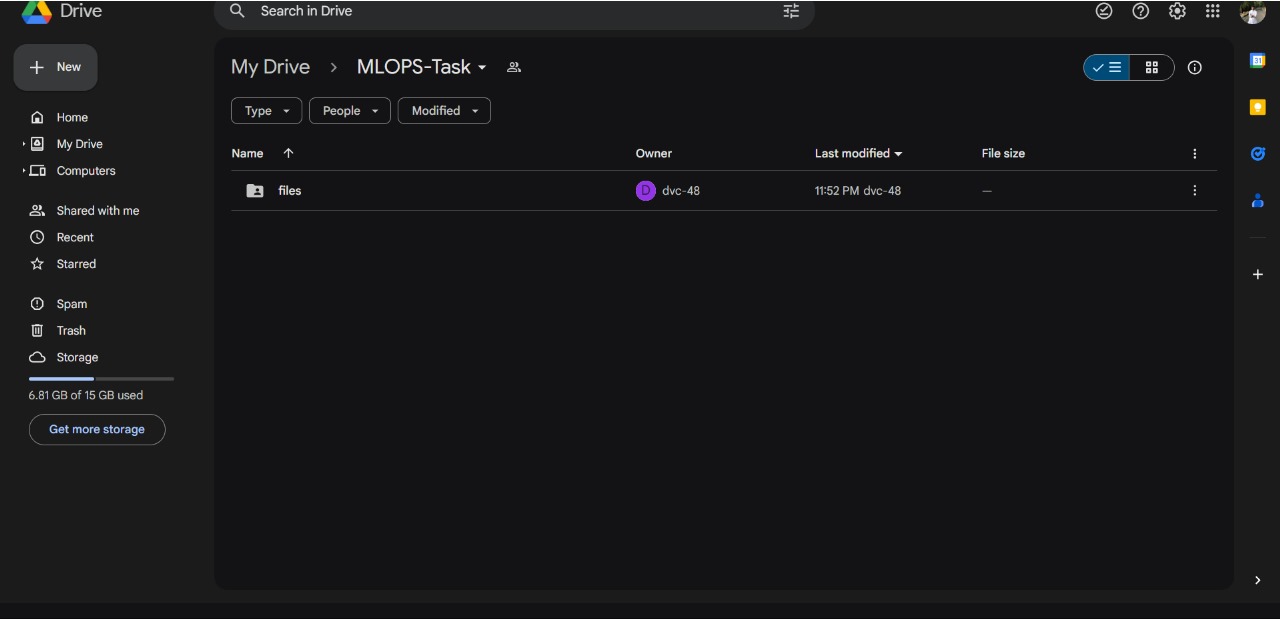 Drive
Search in Drive
New
My Drive
MLOPS-Task
Type
People
Modified
Home
My Drive
Computers
Name
Owner
Last modified
File size
files
D
dvc-48
11:52 PM dvc-48
—
Shared with me
Recent
Starred
Spam
Trash
Storage
6.81 GB of 15 GB used
Get more storage
31